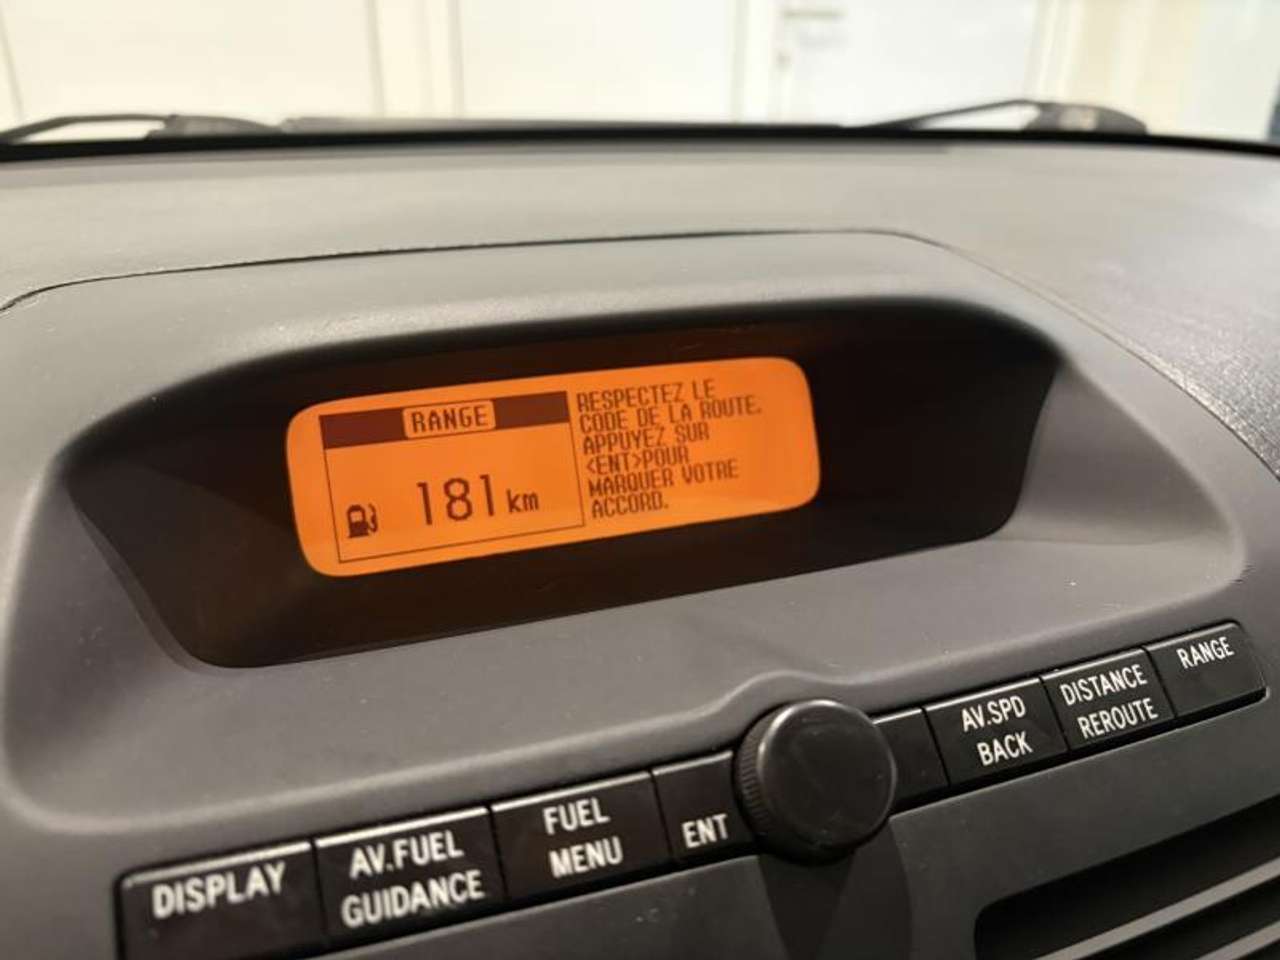 RANGE
181 km
RESPECTEZ LE
CODE DE LA ROUTE.
APPUYEZ SUR
<ENT>POUR
MARQUER VOTRE
ACCORD.
DISPLAY
AV.FUEL
GUIDANCE
FUEL
MENU
ENT
AV.SPD
BACK
DISTANCE
REROUTE
RANGE